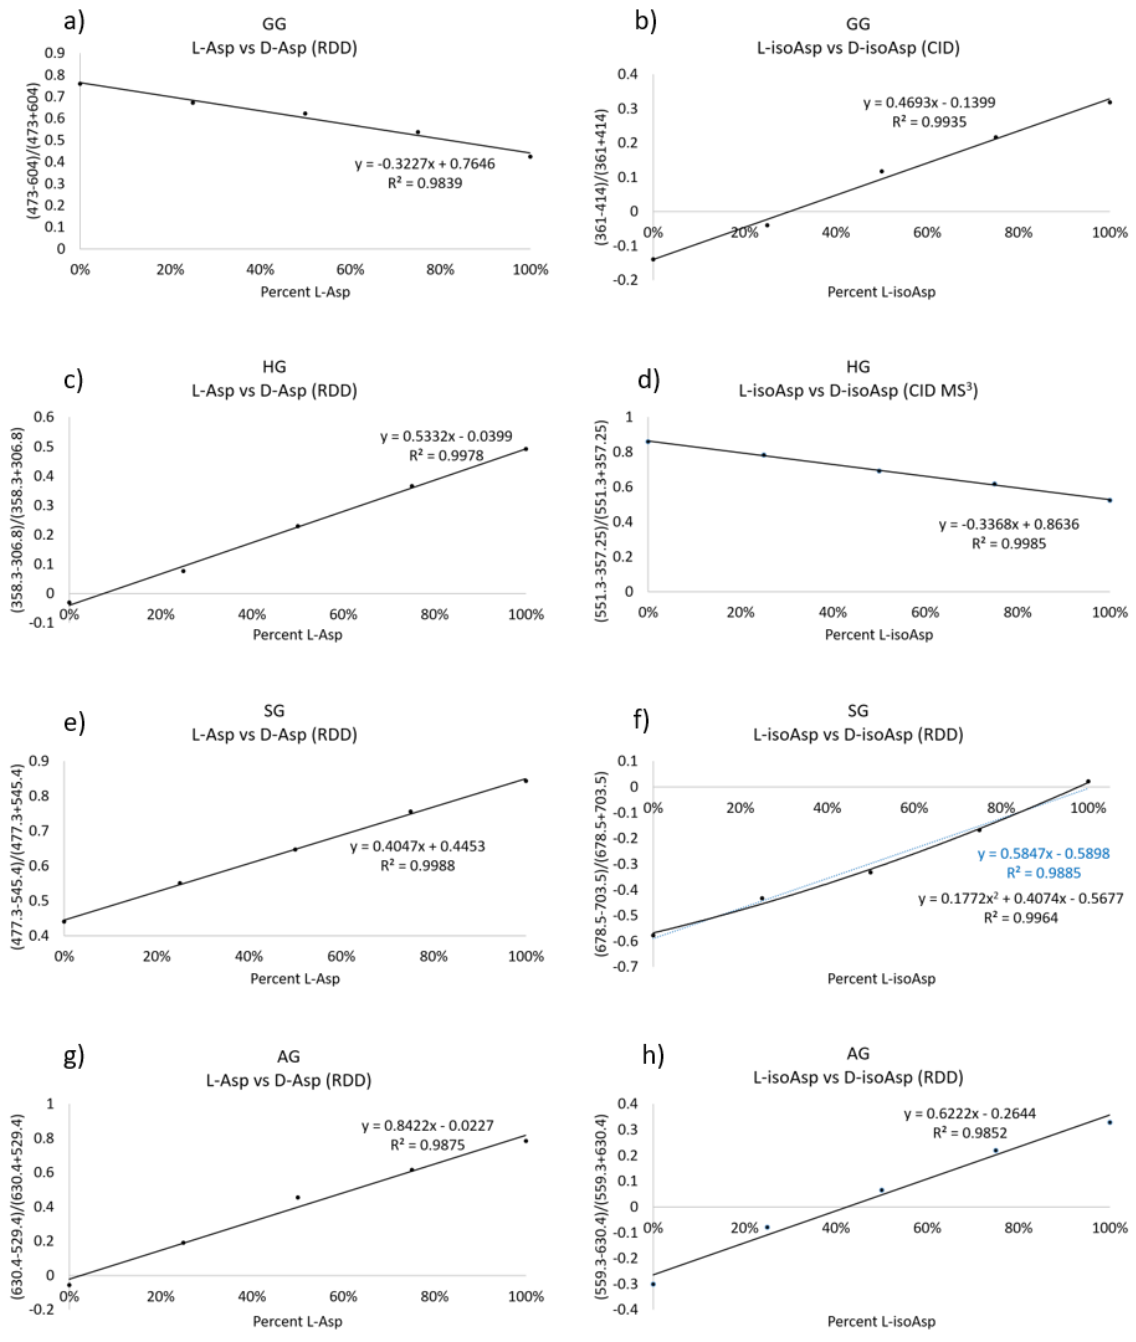 a)
GG
L-Asp vs D-Asp (RDD)
(473-604)/(473+604)
0.9
0.8
0.7
0.6
0.5
0.4
0.3
0.2
0.1
0
y = -0.3227x + 0.7646
R² = 0.9839
0% 20% 40% 60% 80% 100%
Percent L-Asp
b)
GG
L-isoAsp vs D-isoAsp (CID)
(361-414)/(361+414)
0.4
0.3
0.2
0.1
0
-0.1
-0.2
y = 0.4693x - 0.1399
R² = 0.9935
0% 20% 40% 60% 80% 100%
Percent L-isoAsp
c)
HG
L-Asp vs D-Asp (RDD)
(358.3-306.8)/(358.3+306.8)
0.6
0.5
0.4
0.3
0.2
0.1
0
-0.1
y = 0.5332x - 0.0399
R² = 0.9978
0% 20% 40% 60% 80% 100%
Percent L-Asp
d)
HG
L-isoAsp vs D-isoAsp (CID MS³)
(551.3-357.25)/(551.3+357.25)
1
0.8
0.6
0.4
0.2
0
y = -0.3368x + 0.8636
R² = 0.9985
0% 20% 40% 60% 80% 100%
Percent L-isoAsp
e)
SG
L-Asp vs D-Asp (RDD)
(477.3-545.4)/(477.3+545.4)
0.9
0.8
0.7
0.6
0.5
0.4
y = 0.4047x + 0.4453
R² = 0.9988
0% 20% 40% 60% 80% 100%
Percent L-Asp
f)
SG
L-isoAsp vs D-isoAsp (RDD)
(678.5-703.5)/(678.5+703.5)
0.1
0
-0.1
-0.2
-0.3
-0.4
-0.5
-0.6
-0.7
0% 20% 40% 60% 80% 100%
y = 0.5847x - 0.5898
R² = 0.9885
y = 0.1772x² + 0.4074x - 0.5677
R² = 0.9964
Percent L-isoAsp
g)
AG
L-Asp vs D-Asp (RDD)
(630.4-529.4)/(630.4+529.4)
1
0.8
0.6
0.4
0.2
0
-0.2
y = 0.8422x - 0.0227
R² = 0.9875
0% 20% 40% 60% 80% 100%
Percent L-Asp
h)
AG
L-isoAsp vs D-isoAsp (RDD)
(559.3-630.4)/(559.3+630.4)
0.4
0.3
0.2
0.1
0
-0.1
-0.2
-0.3
-0.4
y = 0.6222x - 0.2644
R² = 0.9852
0% 20% 40% 60% 80% 100%
Percent L-isoAsp